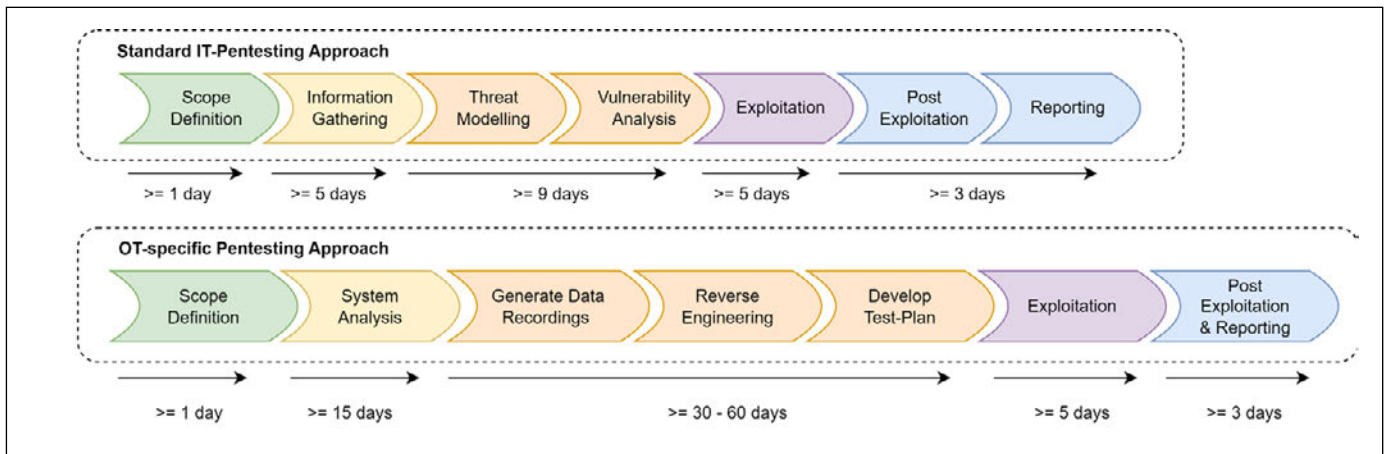 Standard IT-Pentesting Approach
Scope
Definition
Information
Gathering
Threat
Modelling
Vulnerability
Analysis
Exploitation
Post
Exploitation
Reporting
>= 1 day
>= 5 days
>= 9 days
>= 5 days
>= 3 days
OT-specific Pentesting Approach
Scope
Definition
System
Analysis
Generate Data
Recordings
Reverse
Engineering
Develop
Test-Plan
Exploitation
Post
Exploitation
& Reporting
>= 1 day
>= 15 days
>= 30 - 60 days
>= 5 days
>= 3 days